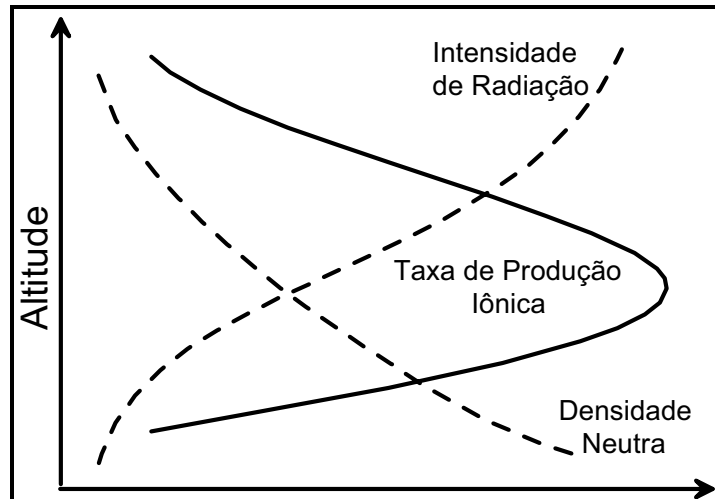 Intensidade
de Radiação
Altitude
Taxa de Produção
Iônica
Densidade
Neutra